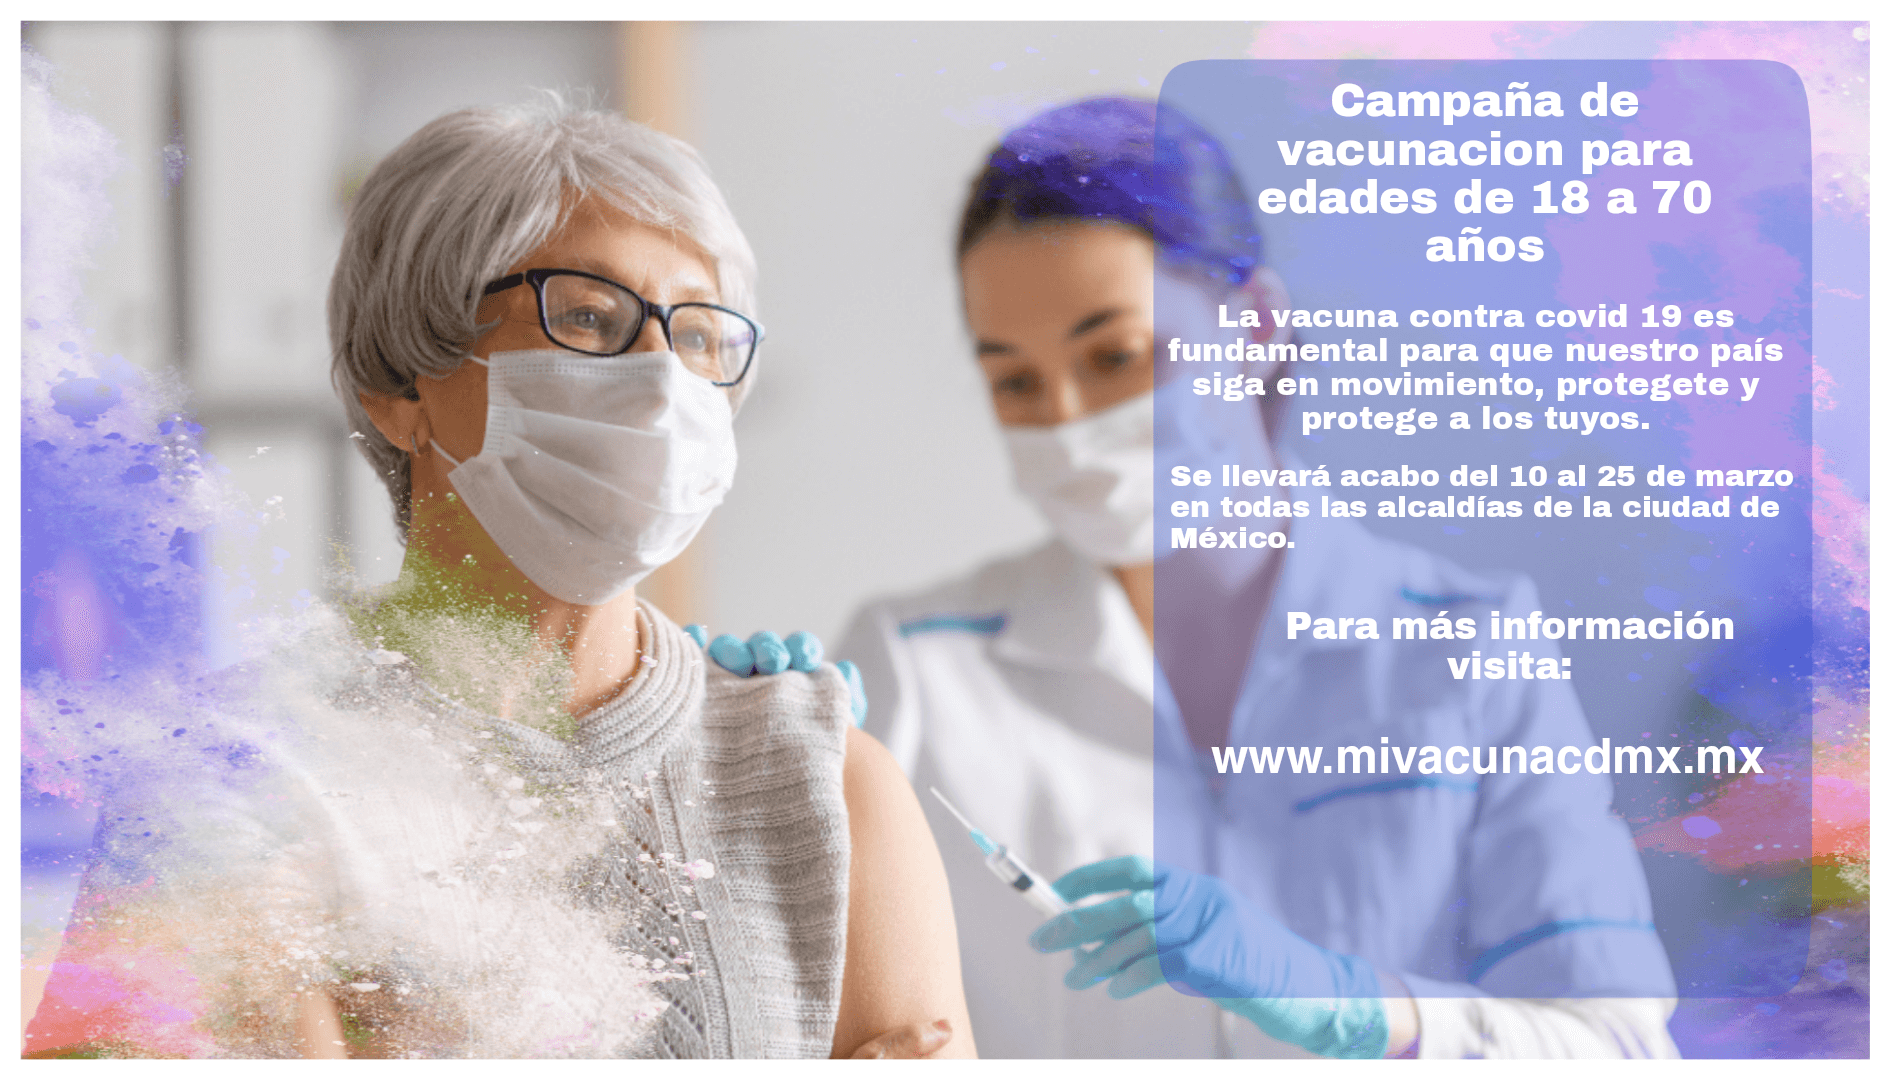 Campaña de
vacunacion para
edades de 18 a 70
años
La vacuna contra covid 19 es
fundamental para que nuestro país
siga en movimiento, protegete y
protege a los tuyos.
Se llevará acabo del 10 al 25 de marzo
en todas las alcaldías de la ciudad de
México.
Para más información
visita:
www.mivacunacdmx.mx